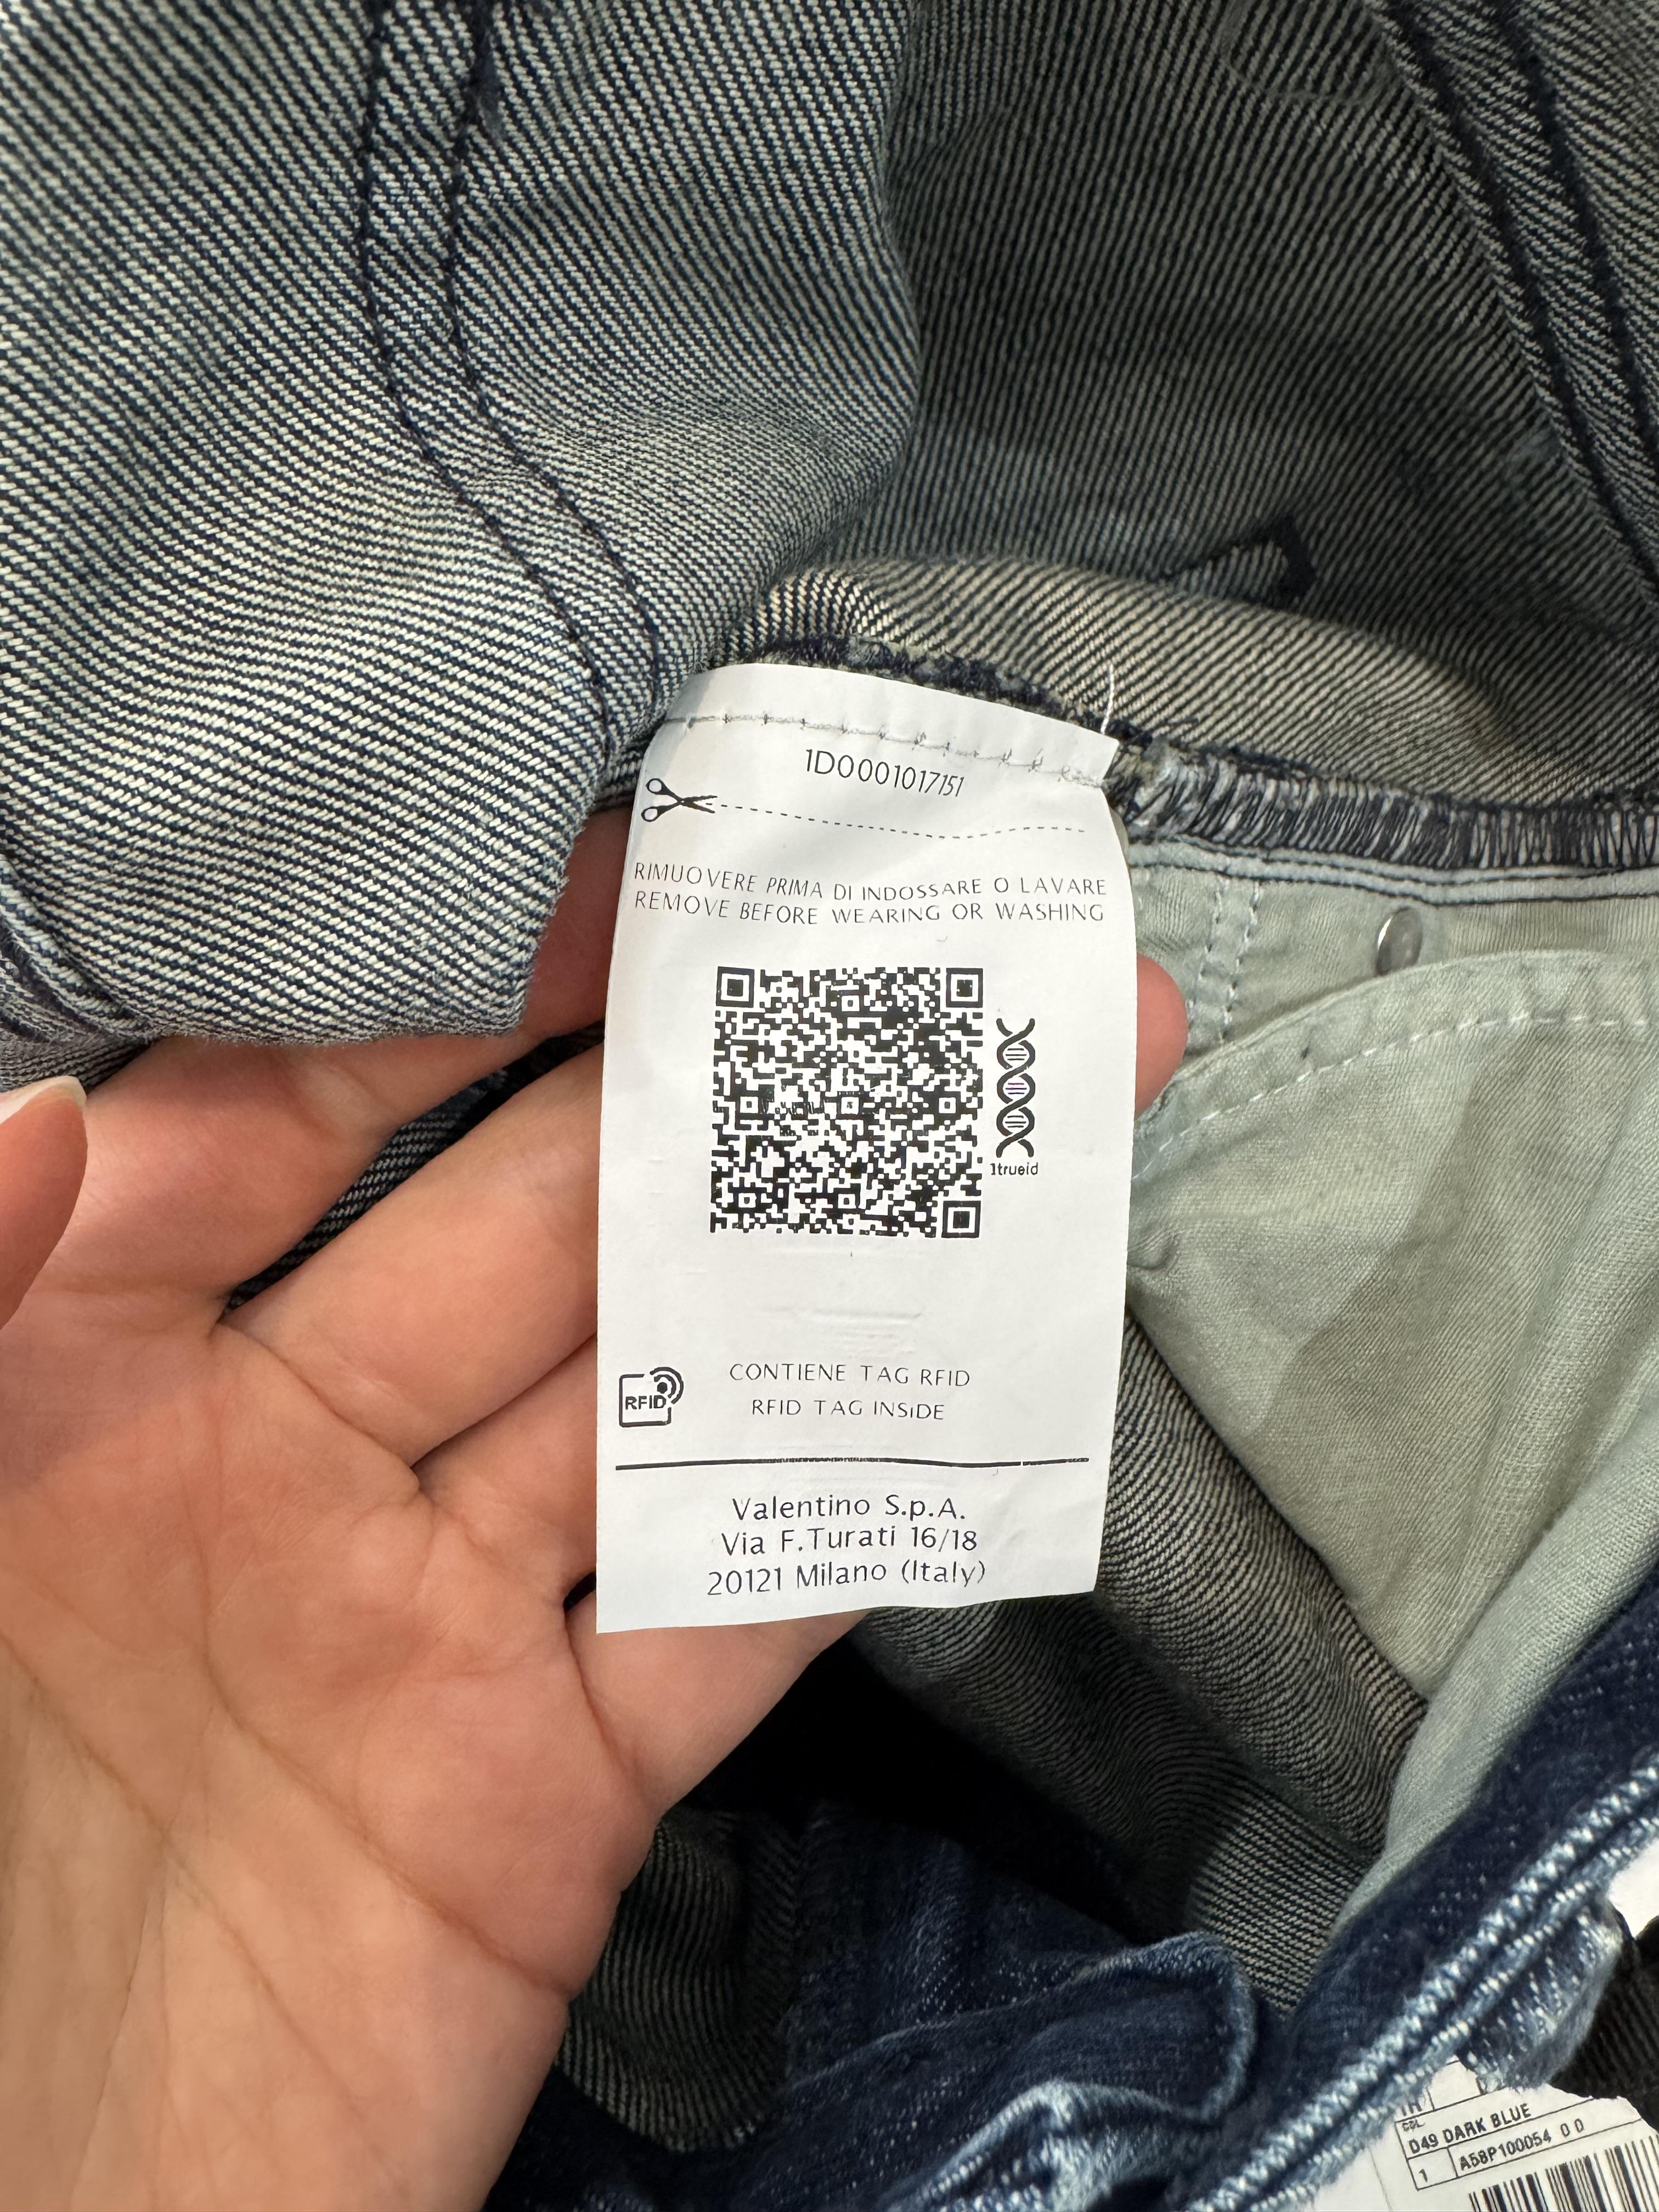 1D0001017151
RIMUOVERE PRIMA DI INDOSSARE O LAVARE
REMOVE BEFORE WEARING OR WASHING
1trueid
RFID
CONTIENE TAG RFID
RFID TAG INSIDE
Valentino S.p.A.
Via F.Turati 16/18
20121 Milano (Italy)
COL.
D49 DARK BLUE
1 A58P100054 0 0